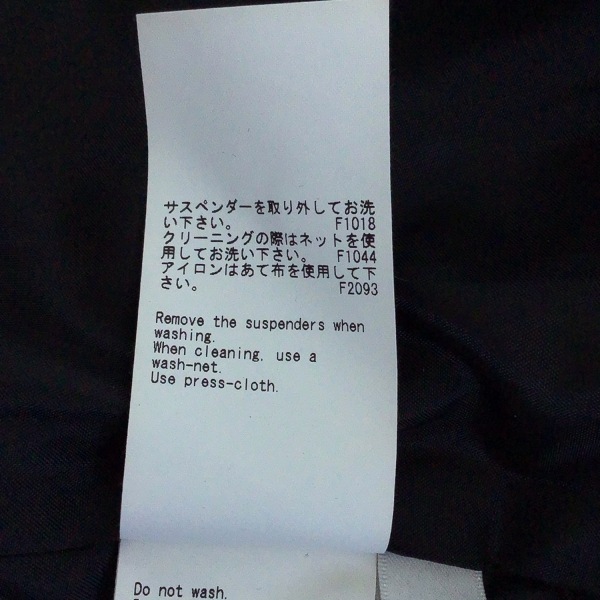 サスペンダーを取り外してお洗
い下さい。 F1018
クリーニングの際はネットを使
用してお洗い下さい。 F1044
アイロンはあて布を使用して下
さい。 F2093
Remove the suspenders when
washing.
When cleaning, use a
wash-net.
Use press-cloth.
Do not wash.